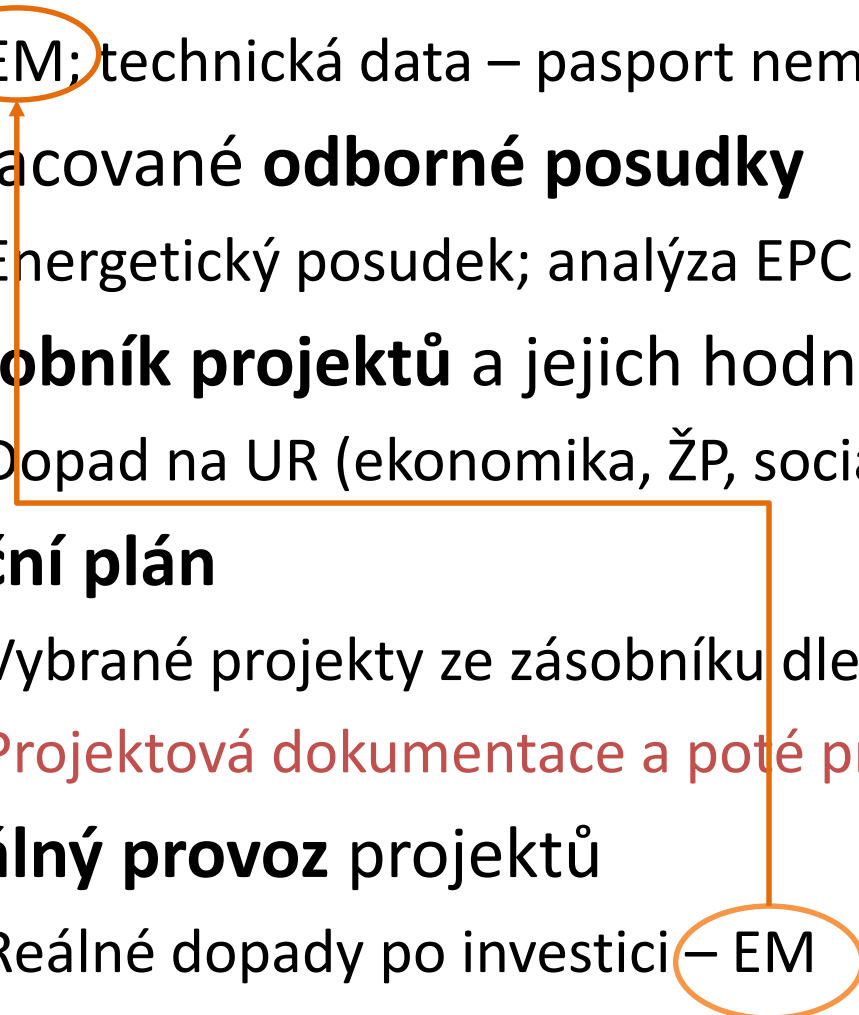 EM; technická data – pasport nem
acované odborné posudky
Energetický posudek; analýza EPC
obník projektů a jejich hodn
Dopad na UR (ekonomika, ŽP, sociá
ční plán
Vybrané projekty ze zásobníku dle
Projektová dokumentace a poté pr
álný provoz projektů
Reálné dopady po investici – EM